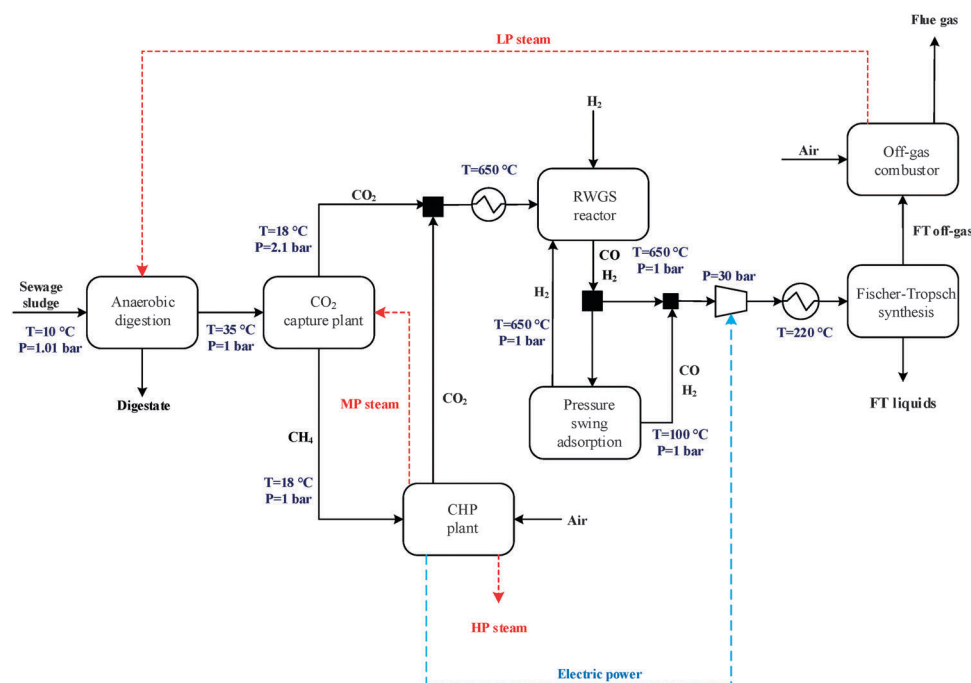 Flue gas
LP steam
H₂
Air
Off-gas
combustor
T=650 °C
CO₂
RWGS
reactor
FT off-gas
T=18 °C
P=2.1 bar
CO
H₂
T=650 °C
P=1 bar
P=30 bar
Sewage
sludge
Anaerobic
digestion
CO₂
capture plant
H₂
Fischer-Tropsch
synthesis
T=10 °C
P=1.01 bar
T=35 °C
P=1 bar
T=650 °C
P=1 bar
T=220 °C
Digestate
MP steam
CO₂
CO
H₂
FT liquids
Pressure
swing
adsorption
CH₄
T=100 °C
P=1 bar
T=18 °C
P=1 bar
CHP
plant
Air
HP steam
Electric power